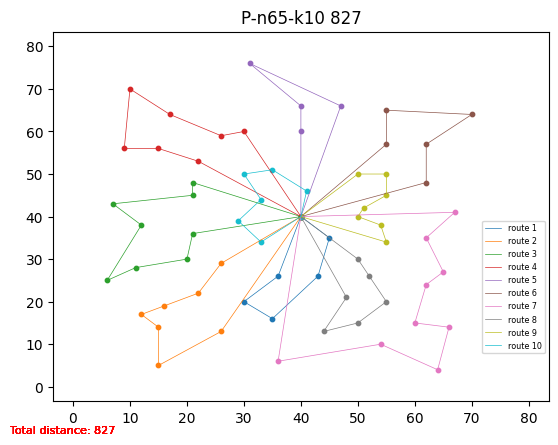 P-n65-k10 827
80
70
60
50
40
30
20
10
0
route 1
route 2
route 3
route 4
route 5
route 6
route 7
route 8
route 9
route 10
0 10 20 30 40 50 60 70 80
Total distance: 827